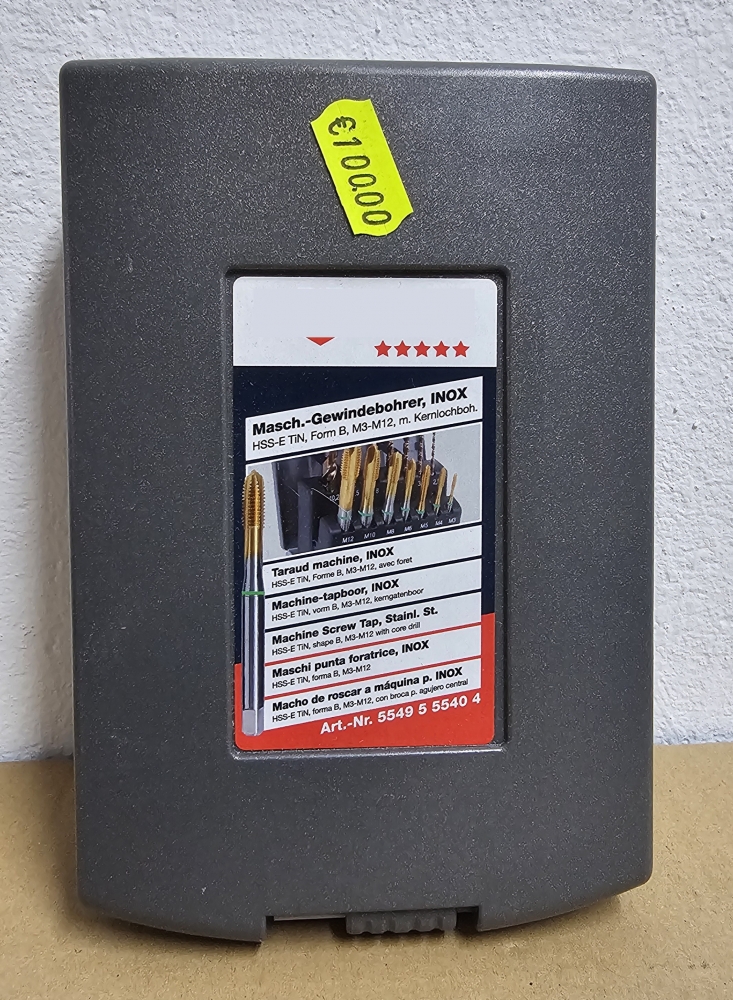 €100.00
Masch.-Gewindebohrer, INOX
HSS-E TiN, Form B, M3-M12, m. Kernlochboh.
M12 M10 M8 M6 M5 M4 M3
Taraud machine, INOX
HSS-E TiN, Forme B, M3-M12, avec foret
Machine-tapboor, INOX
HSS-E TiN, vorm B, M3-M12, kerngatenboor
Machine Screw Tap, Stainl. St.
HSS-E TiN, shape B, M3-M12 with core drill
Maschi punta foratrice, INOX
HSS-E TiN, forma B, M3-M12
Macho de roscar a máquina p. INOX
HSS-E TiN, forma B, M3-M12, con broca p. agujero central
Art.-Nr. 5549 5 5540 4